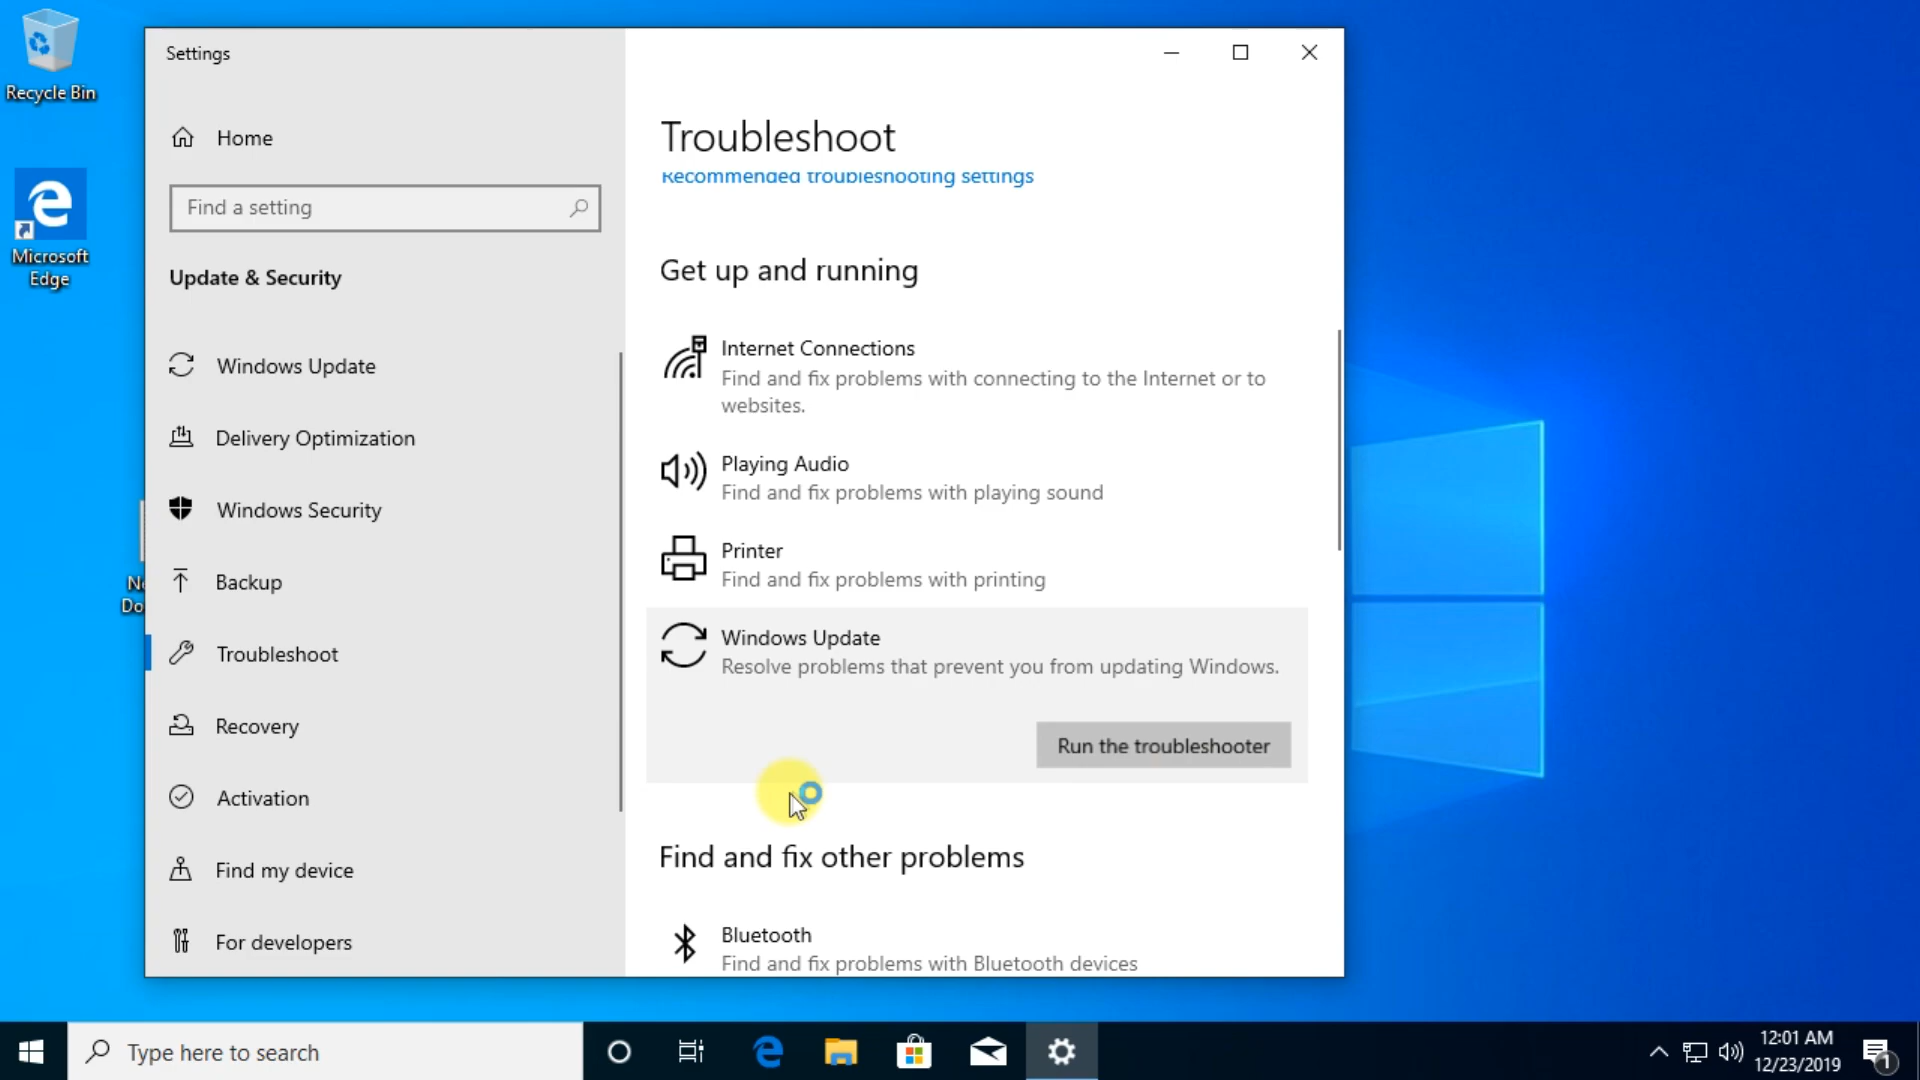 Recycle Bin
Microsoft
Edge
Settings
Home
Find a setting
Update & Security
Windows Update
Delivery Optimization
Windows Security
Backup
Troubleshoot
Recovery
Activation
Find my device
For developers
Troubleshoot
Recommended troubleshooting settings
Get up and running
Internet Connections
Find and fix problems with connecting to the Internet or to
websites.
Playing Audio
Find and fix problems with playing sound
Printer
Find and fix problems with printing
Windows Update
Resolve problems that prevent you from updating Windows.
Run the troubleshooter
Find and fix other problems
Bluetooth
Find and fix problems with Bluetooth devices
Type here to search
12:01 AM
12/23/2019
1